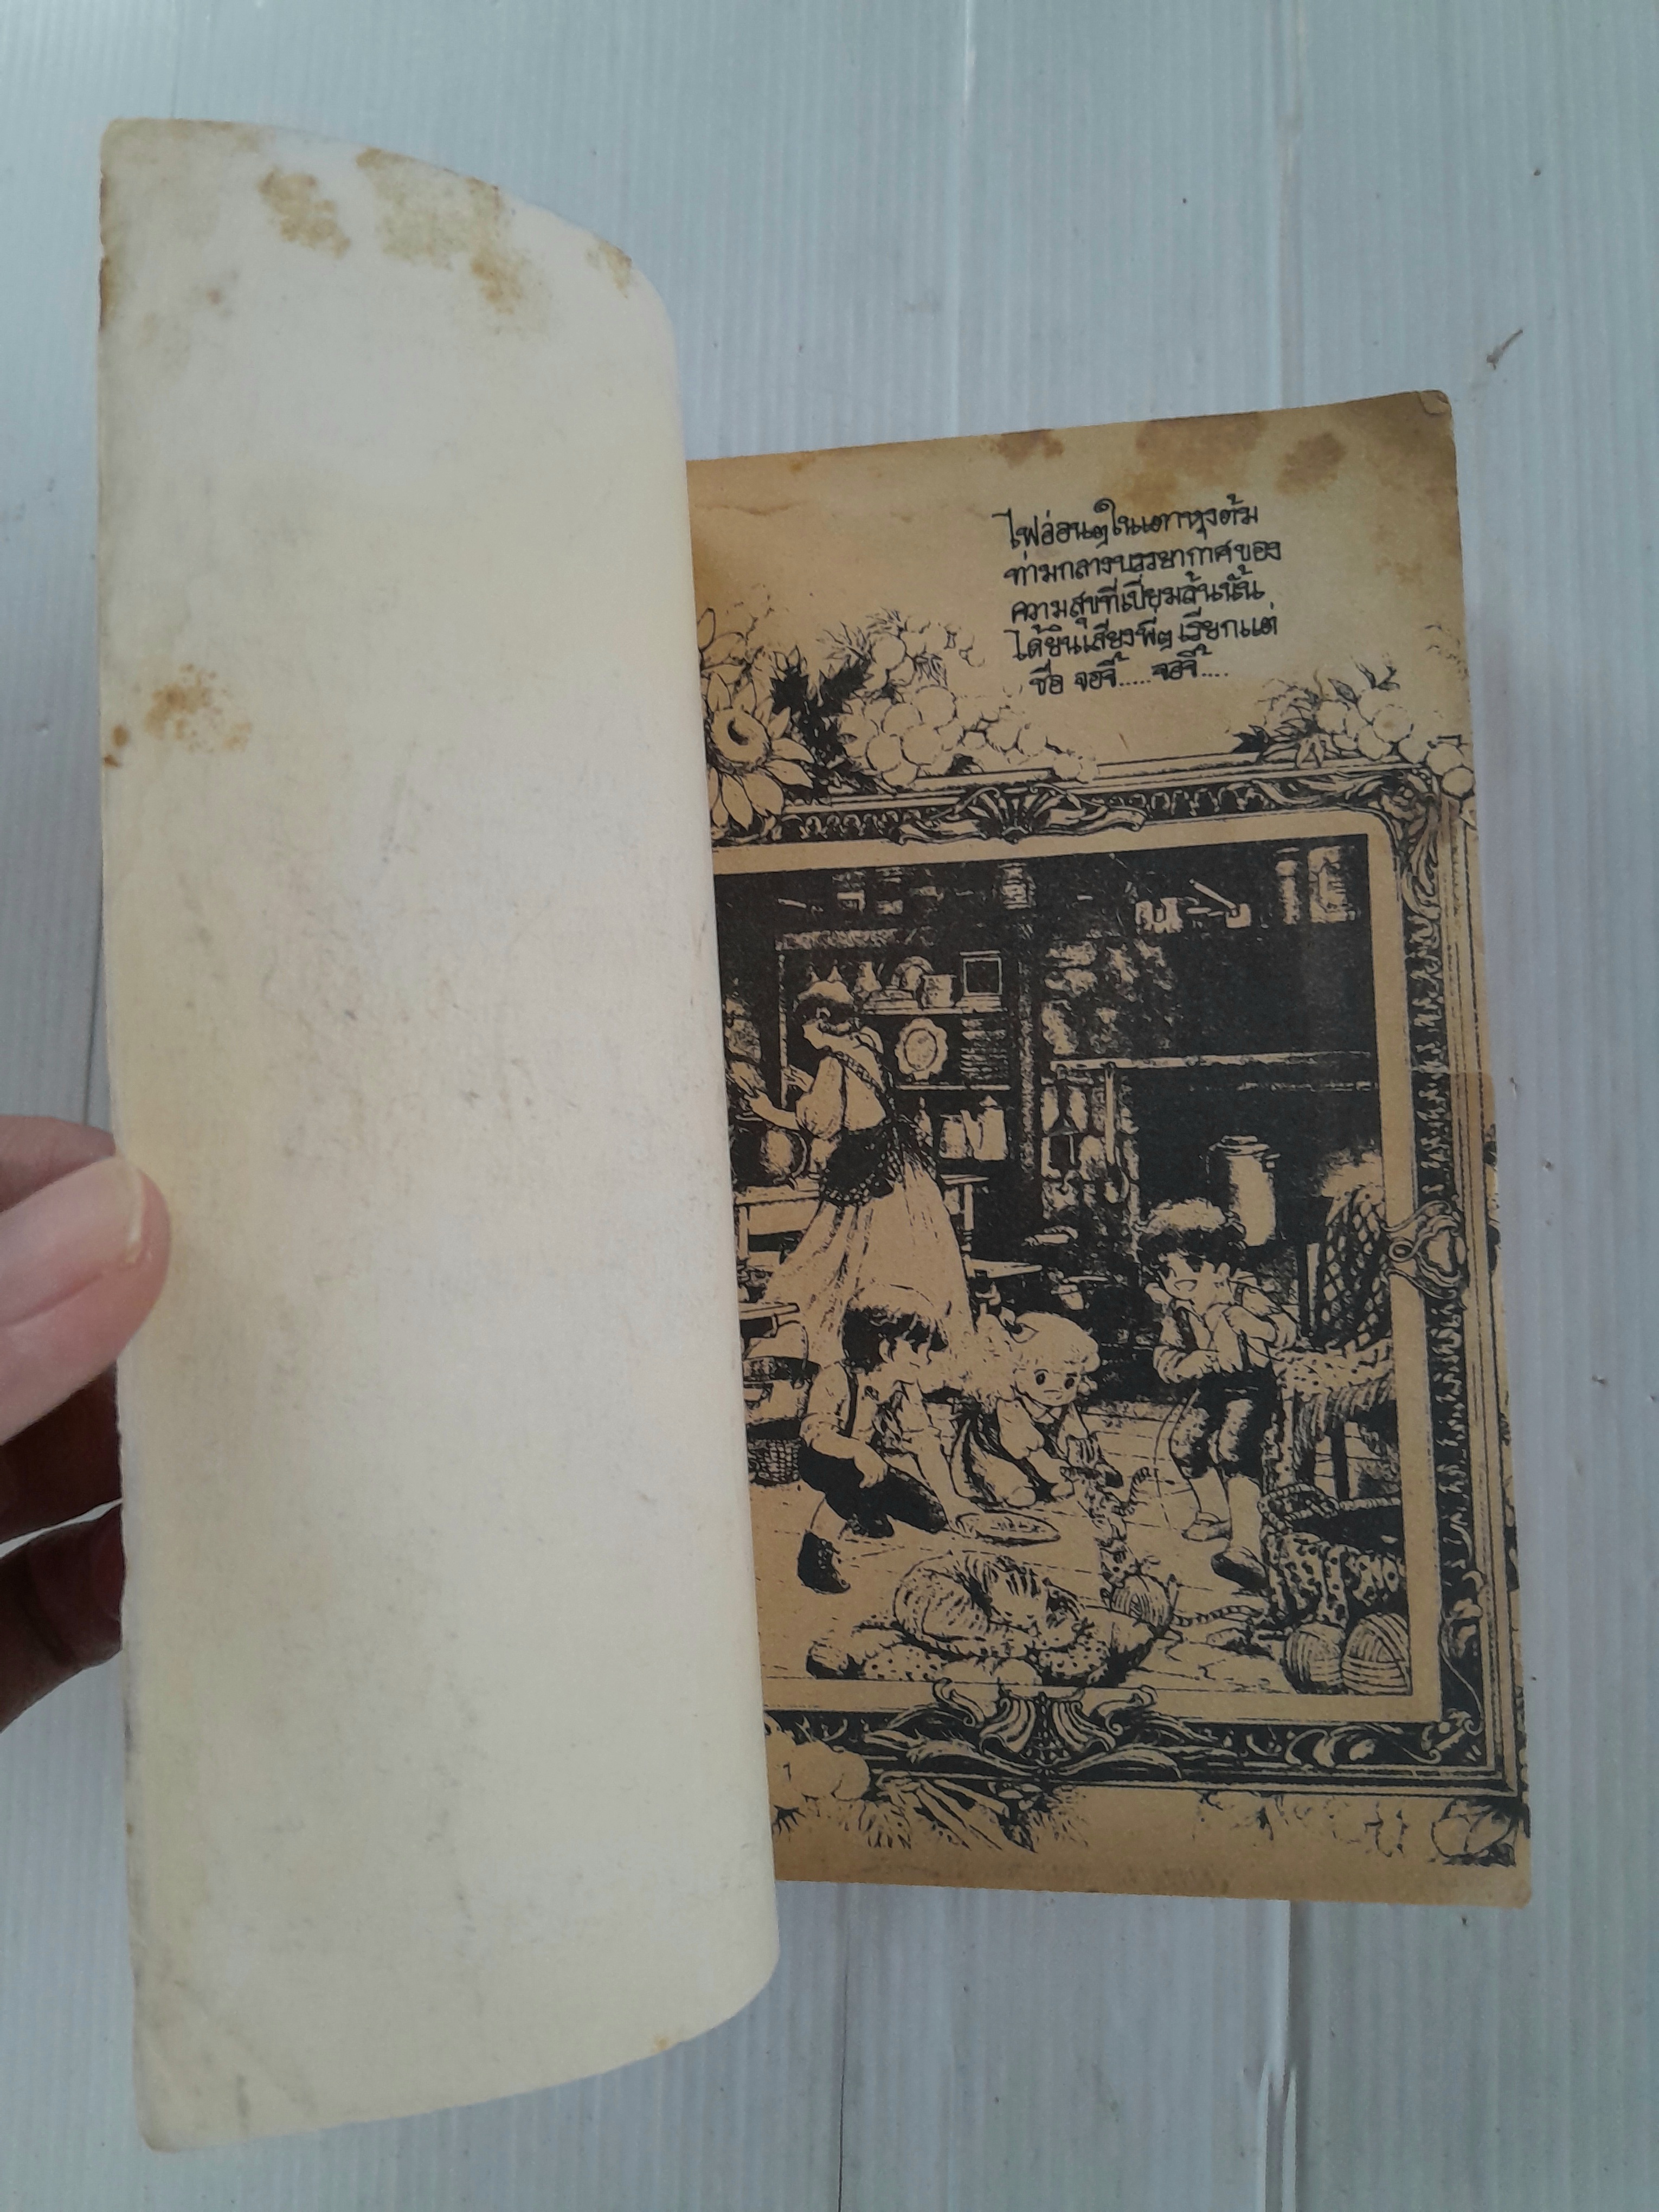 ไฟอ่อนๆในเตาหุงต้ม
ท่ามกลางบรรยากาศของ
ความสุขที่เปี่ยมล้นนั้น
ได้ยินเสียงพี่ๆเรียกแต่
ชื่อ จอจี้.....จอจี้....